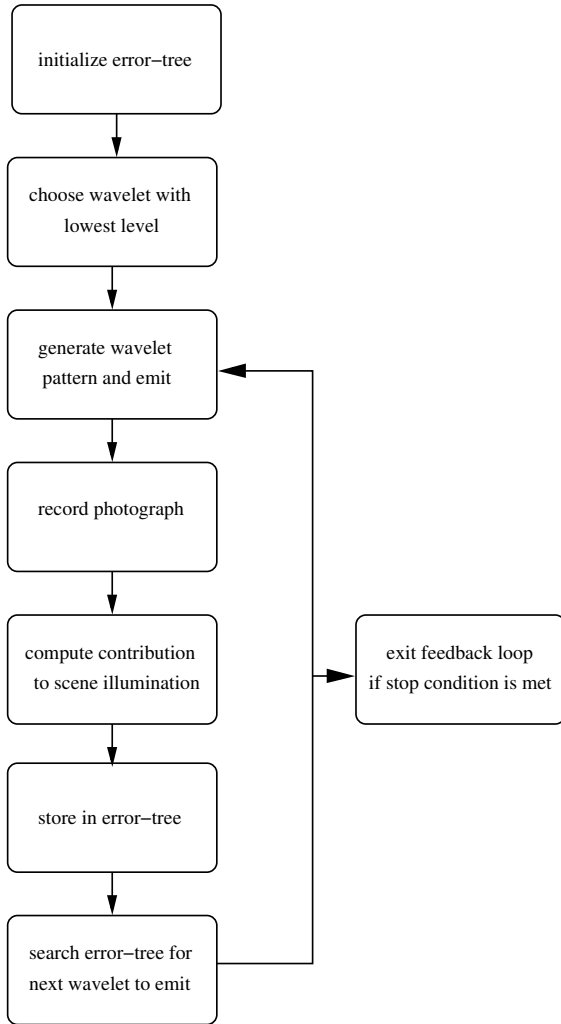 initialize error−tree
choose wavelet with
lowest level
generate wavelet
pattern and emit
record photograph
compute contribution
to scene illumination
store in error−tree
search error−tree for
next wavelet to emit
exit feedback loop
if stop condition is met